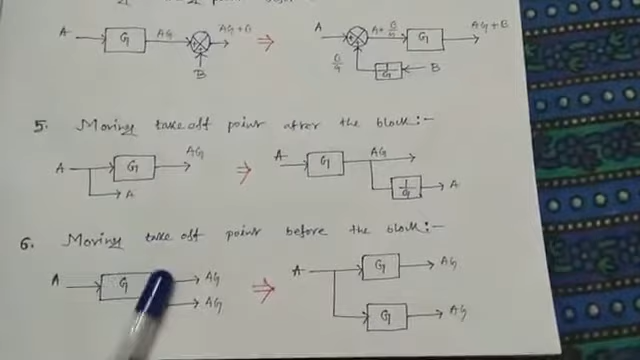 A G AG AG+B B ⇒ A A+B/G G AG+B B/G 1/G B
5. Moving take off point after the block:-
A G AG A ⇒ A G AG 1/G A
6. Moving take off point before the block:-
A G AG AG ⇒ A G AG G AG